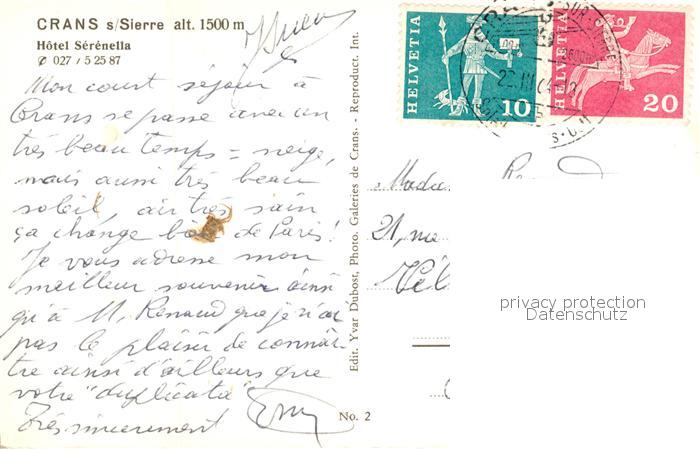 CRANS s/Sierre alt. 1500 m
Hôtel Sérénella
✆ 027 / 5 25 87
Mon court séjour à
Crans se passe avec un
très beau temps = neige,
mais aussi très beau
soleil, air très sain
ça change bien de Paris!
Je vous adresse mon
meilleur souvenir ainsi
qu'à M. Renaud que je n'ai
pas le plaisir de connaî-
tre ainsi d'ailleurs que
votre "duplicata"
Très sincèrement
Edit. Yvar Dubost, Photo. Galeries de Crans. - Reproduct. Int.
No. 2
HELVETIA
10
HELVETIA
20
Mada
21, rue
privacy protection
Datenschutz